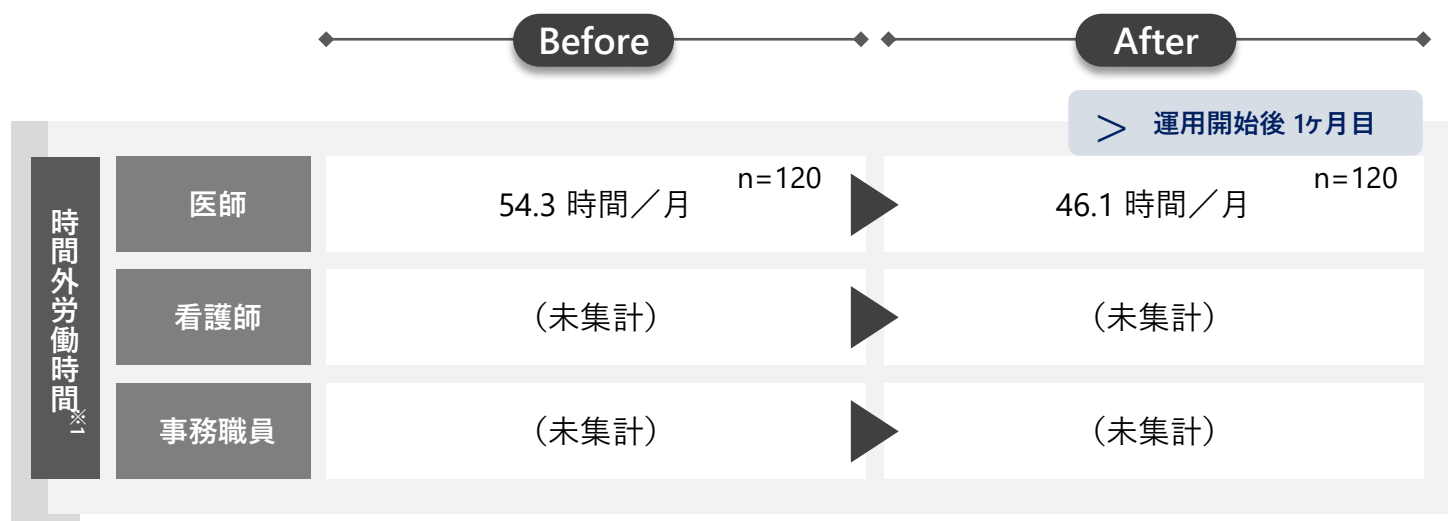 Before
After
> 運用開始後 1ヶ月目
時間外労働時間※1
医師
54.3 時間／月
n=120
46.1 時間／月
n=120
看護師
（未集計）
（未集計）
事務職員
（未集計）
（未集計）